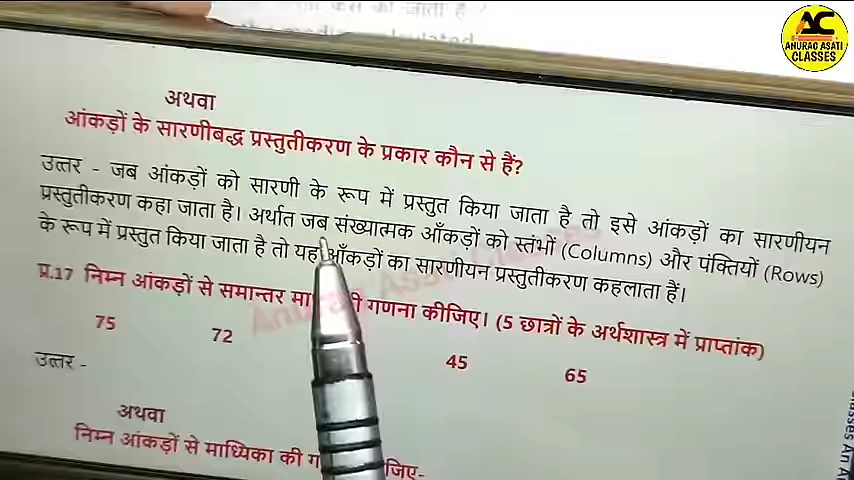 ANURAG ASATI
CLASSES
अथवा
आंकड़ों के सारणीबद्ध प्रस्तुतीकरण के प्रकार कौन से हैं?
उत्तर - जब आंकड़ों को सारणी के रूप में प्रस्तुत किया जाता है तो इसे आंकड़ों का सारणीयन
प्रस्तुतीकरण कहा जाता है। अर्थात जब संख्यात्मक आँकड़ों को स्तंभों (Columns) और पंक्तियों (Rows)
के रूप में प्रस्तुत किया जाता है तो यह आँकड़ों का सारणीयन प्रस्तुतीकरण कहलाता हैं।
प्र.17 निम्न आंकड़ों से समान्तर गणना कीजिए। (5 छात्रों के अर्थशास्त्र में प्राप्तांक)
75 72 45 65
उत्तर -
अथवा
निम्न आंकड़ों से माध्यिका की